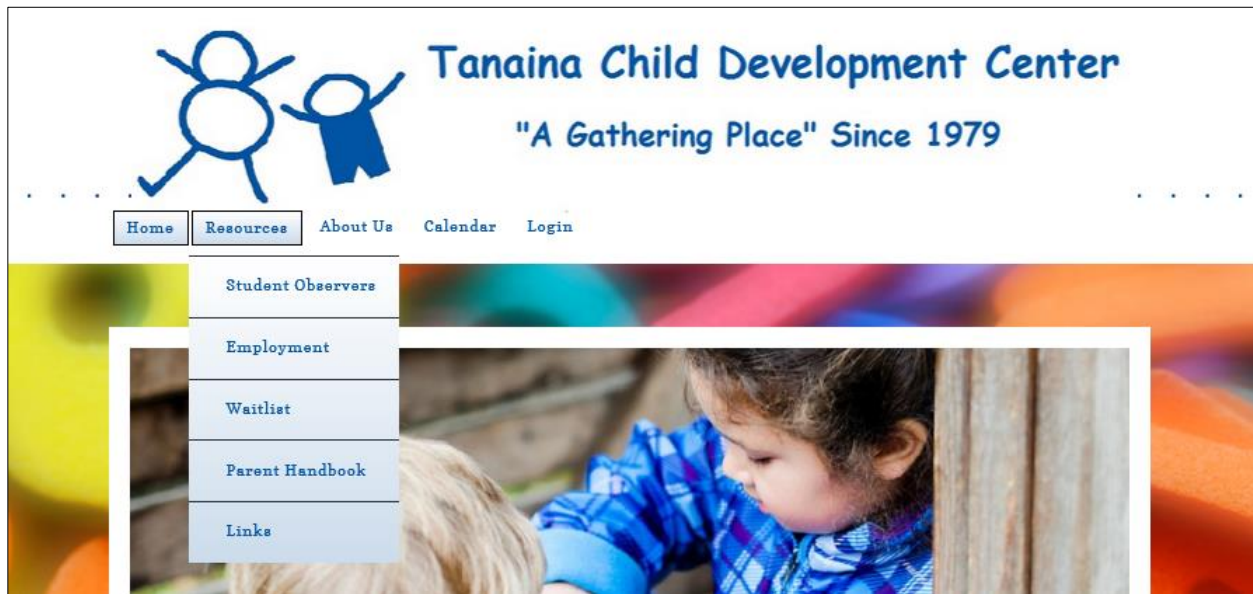 Tanaina Child Development Center
"A Gathering Place" Since 1979
Home Resources About Us Calendar Login
Student Observers
Employment
Waitlist
Parent Handbook
Links